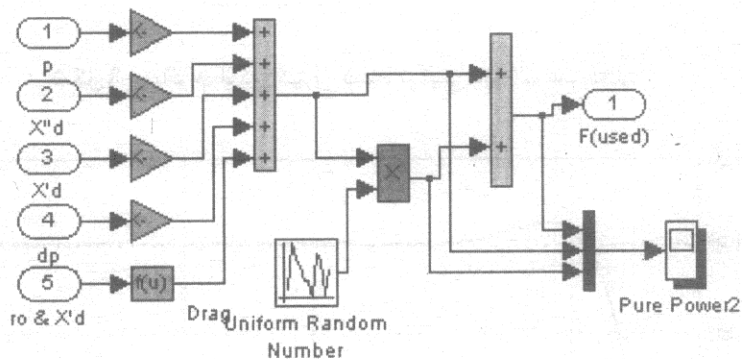 1
p
2
X"d
3
X'd
4
dp
5
ro & X'd
f(u)
Drag
+
+
+
+
+
X
Uniform Random
Number
+
+
1
F(used)
Pure Power2